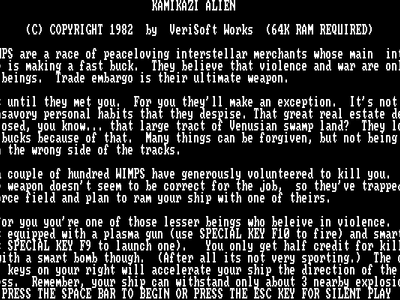 KAMIKAZI ALIEN
(C) COPYRIGHT 1982 by VeriSoft Works (64K RAM REQUIRED)
MPS are a race of peaceloving interstellar merchants whose main int
is making a fast buck. They believe that violence and war are onl
beings. Trade embargo is their ultimate weapon.
until they met you. For you they'll make an exception. It's not
nsavory personal habits that they despise. That great real estate de
osed, you know... that large tract of Venusian swamp land? They lo
bucks because of that. Many things can be forgiven, but not being
n the wrong side of the tracks.
couple of hundred WIMPS have generously volunteered to kill you.
e weapon doesn't seem to be correct for the job, so they've trapped
orce field and plan to ram your ship with one of theirs.
or you you're one of those lesser beings who beleive in violence.
equipped with a plasma gun (use SPECIAL KEY F10 to fire) and smart
SPECIAL KEY F9 to launch one). You only get half credit for kill
with a smart bomb though. (After all its not very sporting.) The c
keys on your right will accelerate your ship the direction of the
ess. Remember, your ship can withstand only about 3 nearby explosio
PRESS THE SPACE BAR TO BEGIN OR PRESS THE ESC KEY FOR SILENT PLAY